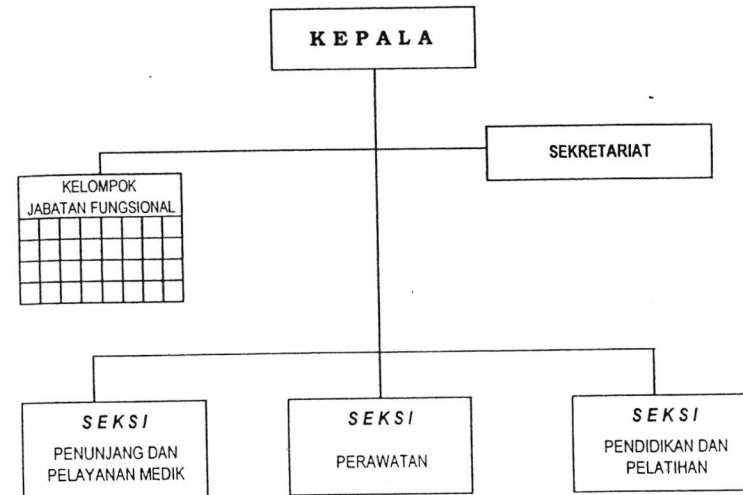 KEPALA
SEKRETARIAT
KELOMPOK
JABATAN FUNGSIONAL
SEKSI
PENUNJANG DAN
PELAYANAN MEDIK
SEKSI
PERAWATAN
SEKSI
PENDIDIKAN DAN
PELATIHAN